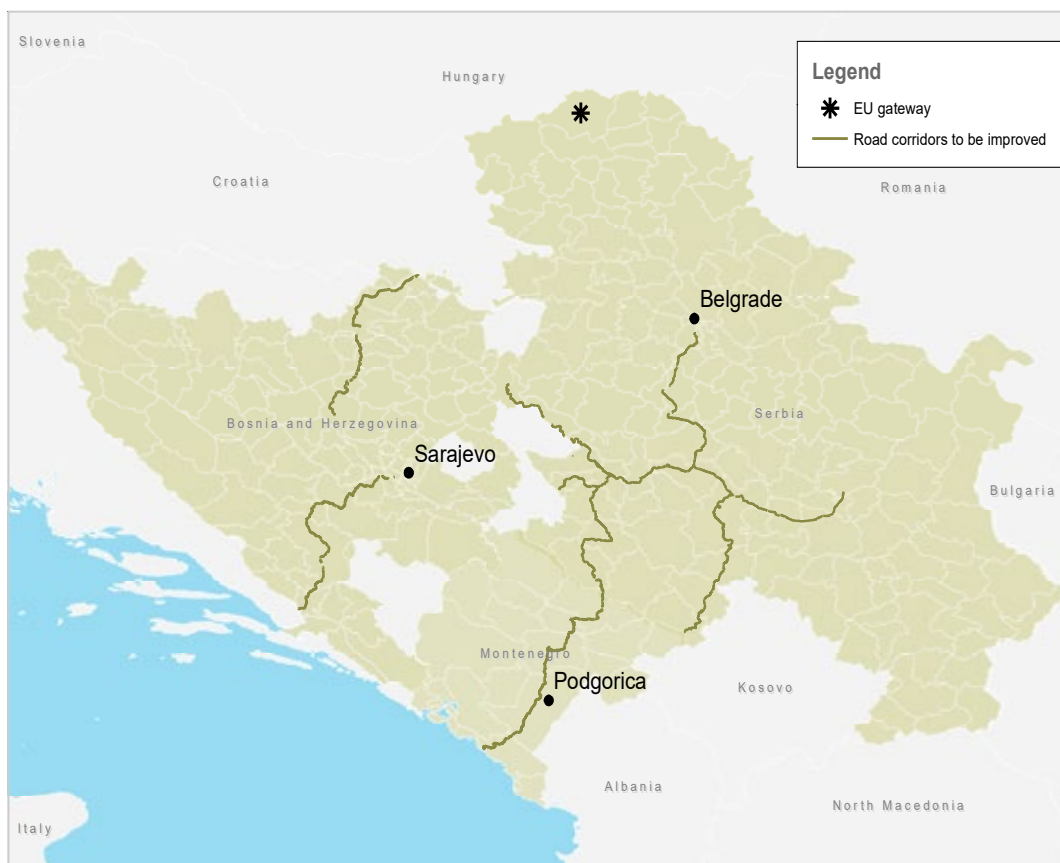 Slovenia
Hungary
Legend
EU gateway
Road corridors to be improved
Croatia
Romania
Belgrade
Serbia
Bosnia and Herzegovina
Sarajevo
Bulgaria
Montenegro
Podgorica
Kosovo
Albania
North Macedonia
Italy